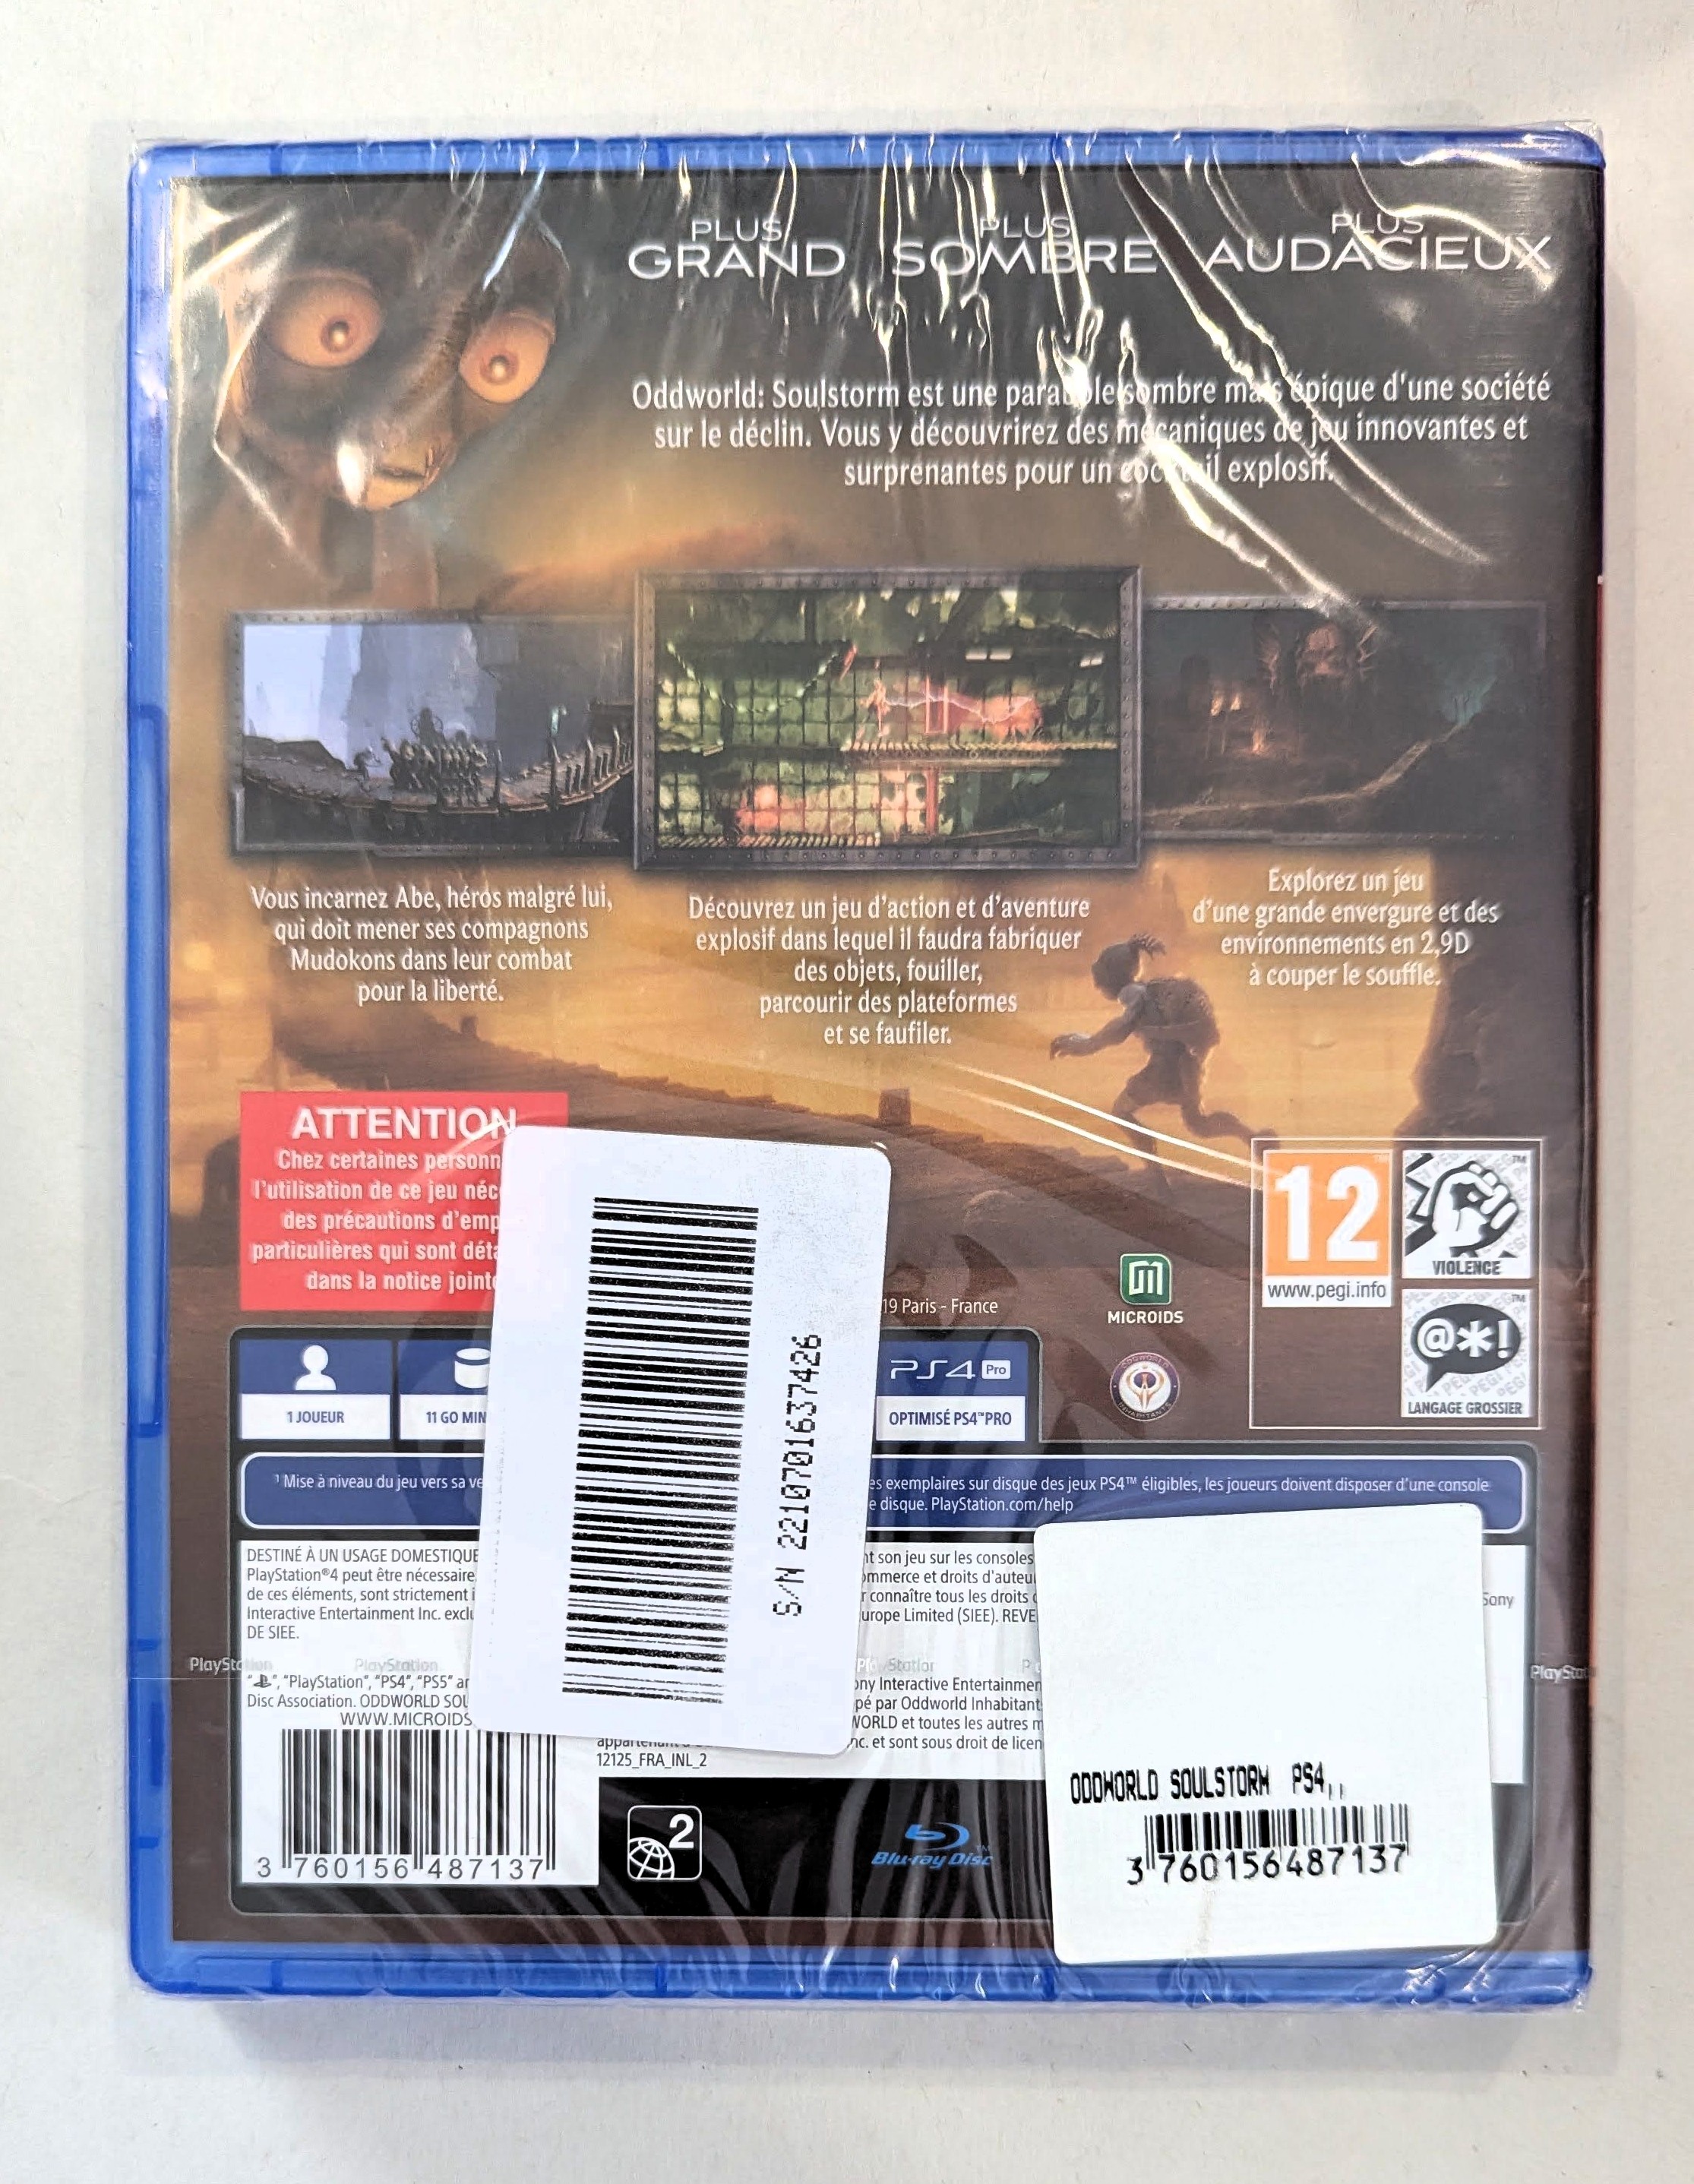 PLUS GRAND
PLUS SOMBRE
PLUS AUDACIEUX
Oddworld: Soulstorm est une parabole sombre mais épique d'une société
sur le déclin. Vous y découvrirez des mécaniques de jeu innovantes et
surprenantes pour un cocktail explosif.
Vous incarnez Abe, héros malgré lui,
qui doit mener ses compagnons
Mudokons dans leur combat
pour la liberté.
Découvrez un jeu d'action et d'aventure
explosif dans lequel il faudra fabriquer
des objets, fouiller,
parcourir des plateformes
et se faufiler.
Explorez un jeu
d'une grande envergure et des
environnements en 2,9D
à couper le souffle.
ATTENTION
Chez certaines personn
l'utilisation de ce jeu néc
des précautions d'emp
particulières qui sont déta
dans la notice jointe
S/N 2210701637426
19 Paris - France
MICROIDS
ODDWORLD INHABITANTS
12
www.pegi.info
VIOLENCE
@*!
LANGAGE GROSSIER
1 JOUEUR
11 GO MIN
PS4 Pro
OPTIMISÉ PS4™PRO
¹ Mise à niveau du jeu vers sa ve
es exemplaires sur disque des jeux PS4™ éligibles, les joueurs doivent disposer d'une console
e disque. PlayStation.com/help
DESTINÉ À UN USAGE DOMESTIQUE
PlayStation®4 peut être nécessaire
de ces éléments, sont strictement i
Interactive Entertainment Inc. exclu
DE SIEE.
nt son jeu sur les consoles
ommerce et droits d'auteu
r connaître tous les droits
urope Limited (SIEE). REVE
Sony
PlayStation
PlayStation
PlayStation
PlayStat
", "PlayStation", "PS4", "PS5" ar
Disc Association. ODDWORLD SOU
WWW.MICROIDS
ony Interactive Entertainmen
pé par Oddworld Inhabitant
WORLD et toutes les autres m
nc. et sont sous droit de licen
12125_FRA_INL_2
3 760156 487137
2
Blu-ray Disc
ODDWORLD SOULSTORM PS4,,
3 760156 487137